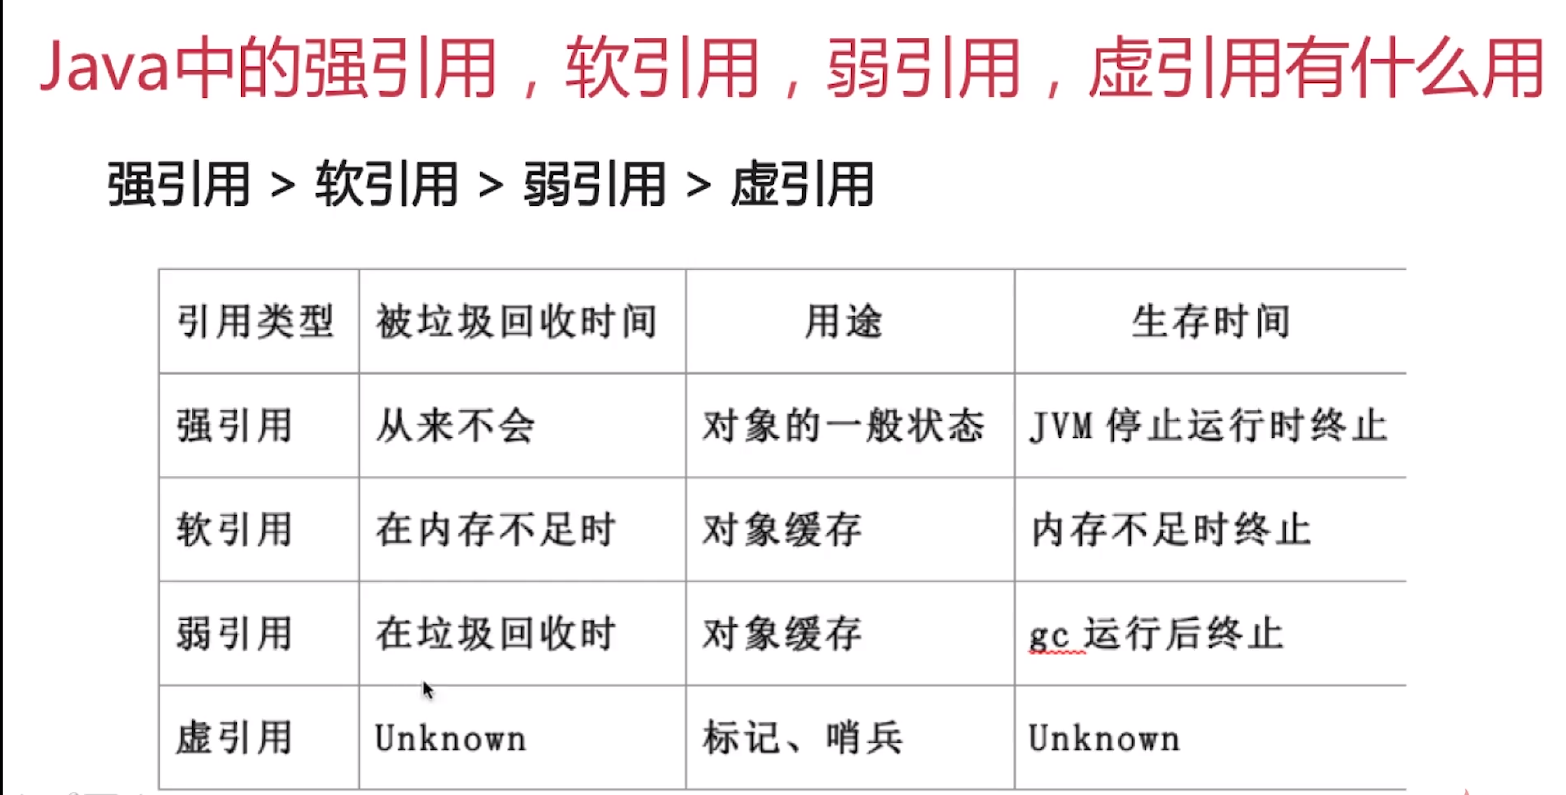 Java中的强引用，软引用，弱引用，虚引用有什么用
强引用 > 软引用 > 弱引用 > 虚引用
引用类型 被垃圾回收时间 用途 生存时间
强引用 从来不会 对象的一般状态 JVM 停止运行时终止
软引用 在内存不足时 对象缓存 内存不足时终止
弱引用 在垃圾回收时 对象缓存 gc 运行后终止
虚引用 Unknown 标记、哨兵 Unknown